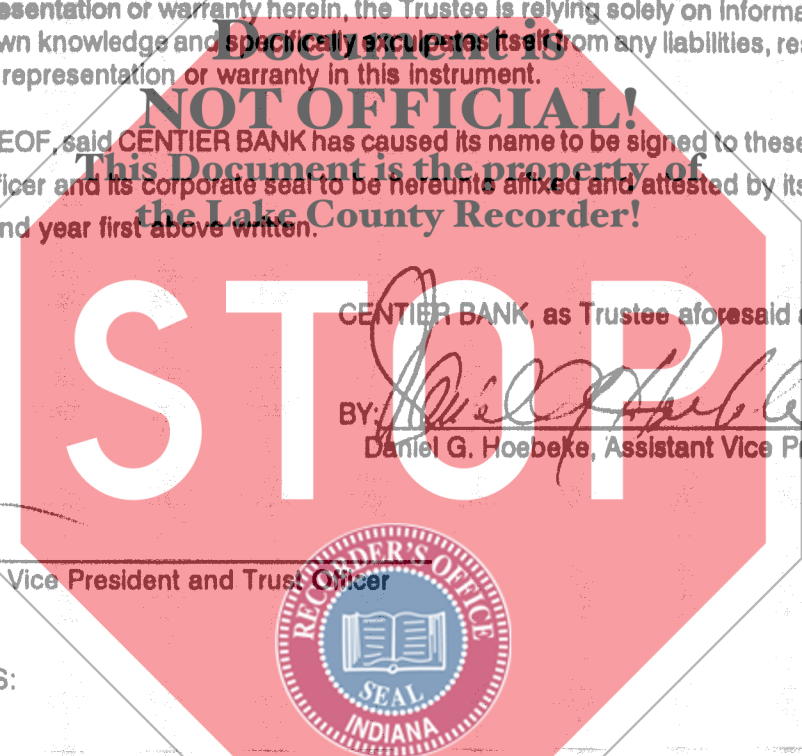 esentation or warranty herein, the Trustee is relying solely on informa
wn knowledge and specifically exculpates itself from any liabilities, res
representation or warranty in this instrument.
Document is
NOT OFFICIAL!
This Document is the property of
the Lake County Recorder!
EOF, said CENTIER BANK has caused its name to be signed to these
ficer and its corporate seal to be hereunto affixed and attested by its
nd year first above written.
STOP
CENTIER BANK, as Trustee aforesaid a
BY:
Daniel G. Hoebeke, Assistant Vice Pr
Vice President and Trust Officer
RECORDER'S OFFICE
SEAL
INDIANA
S: